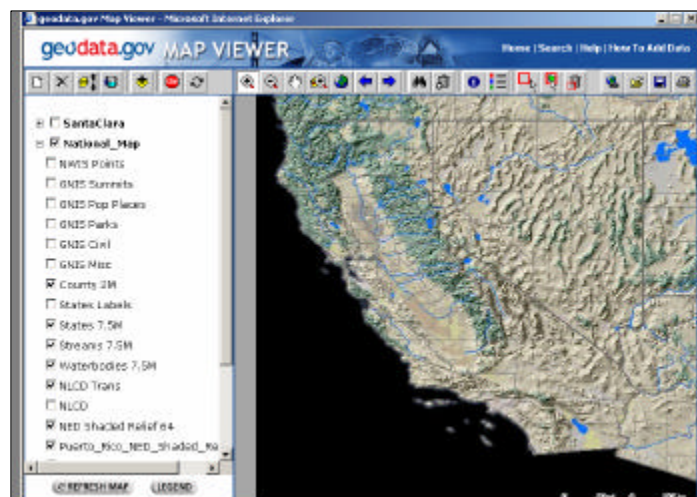 geodata.gov Map Viewer - Microsoft Internet Explorer
geodata.gov MAP VIEWER
Home | Search | Help | How To Add Data
SantaClara
National_Map
NWIS Points
GNIS Summits
GNIS Pop Places
GNIS Parks
GNIS Civil
GNIS Misc
County 2M
States Labels
States 7.5M
Streams 7.5M
Waterbodies 7.5M
NLCD Trans
NLCD
NED Shaded Relief 64
Puerto_Rico_NED_Shaded_Re
REFRESH MAP
LEGEND